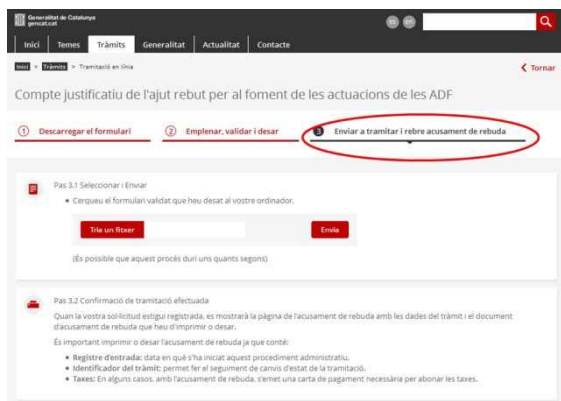 Generalitat de Catalunya
gencat.cat
es en
Inici Temes Tràmits Generalitat Actualitat Contacte
Inici > Tràmits > Tramitació en línia
Tornar
Compte justificatiu de l'ajut rebut per al foment de les actuacions de les ADF
1 Descarregar el formulari 2 Emplenar, validar i desar 3 Enviar a tramitar i rebre acusament de rebuda
Pas 3.1 Seleccionar i Enviar
Cerqueu el formulari validat que heu desat al vostre ordinador.
Tria un fitxer Envia
(És possible que aquest procés duri uns quants segons)
Pas 3.2 Confirmació de tramitació efectuada
Quan la vostra sol·licitud estigui registrada, es mostrarà la pàgina de l'acusament de rebuda amb les dades del tràmit i el document
d'acusament de rebuda que heu d'imprimir o desar.
És important imprimir o desar l'acusament de rebuda ja que conté:
Registre d'entrada: data en què s'ha iniciat aquest procediment administratiu.
Identificador del tràmit: permet fer el seguiment de canvis d'estat de la tramitació.
Taxes: En alguns casos, amb l'acusament de rebuda, s'emet una carta de pagament necessària per abonar les taxes.